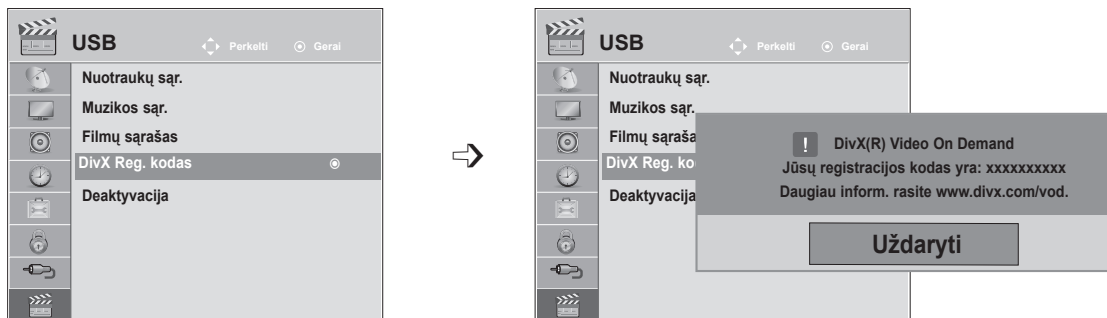 USB
Perkelti
Gerai
Nuotraukų sąr.
Muzikos sąr.
Filmų sąrašas
DivX Reg. kodas
Deaktyvacija
USB
Perkelti
Gerai
Nuotraukų sąr.
Muzikos sąr.
Filmų sąraša
DivX Reg. ko
Deaktyvacija
! DivX(R) Video On Demand
Jūsų registracijos kodas yra: xxxxxxxxxx
Daugiau inform. rasite www.divx.com/vod.
Uždaryti